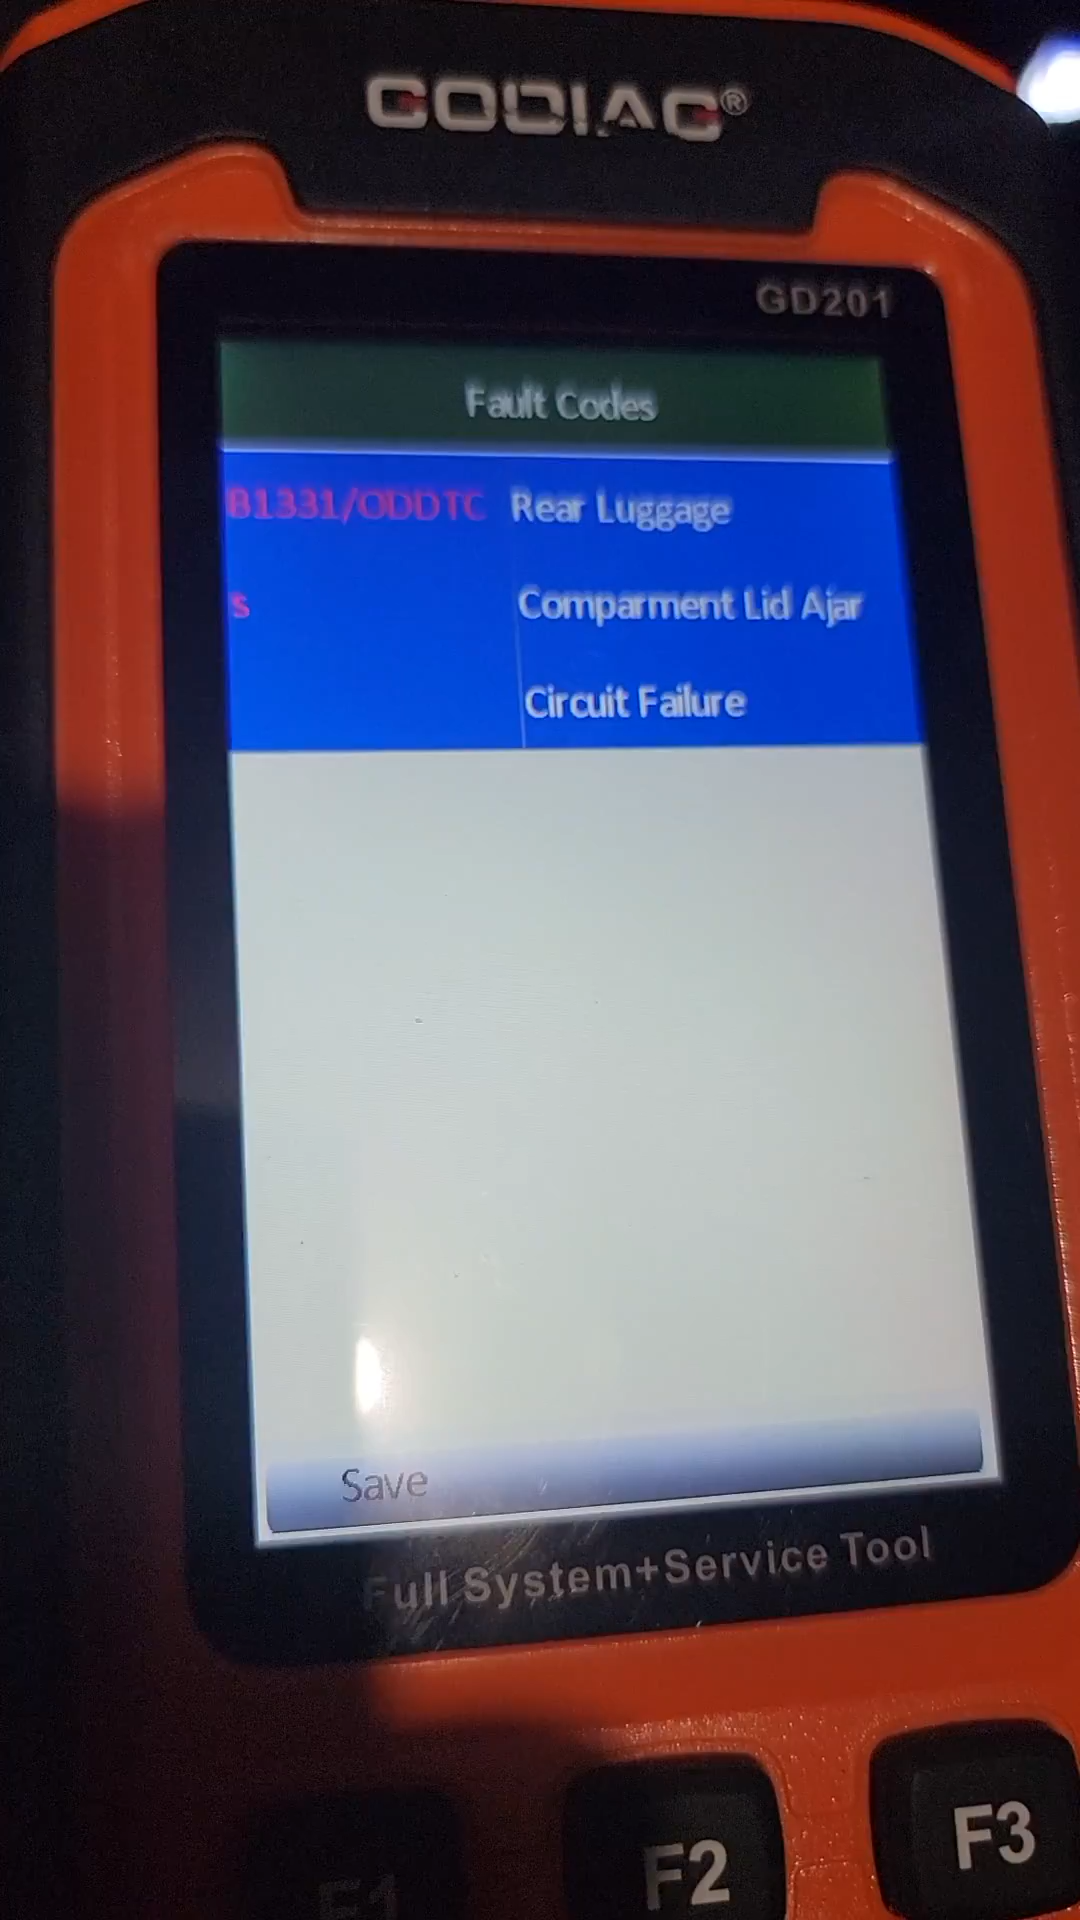 GODIAG®
GD201
Fault Codes
B1331/ODDTC Rear Luggage
s Comparment Lid Ajar
Circuit Failure
Save
Full System+Service Tool
F1 F2 F3